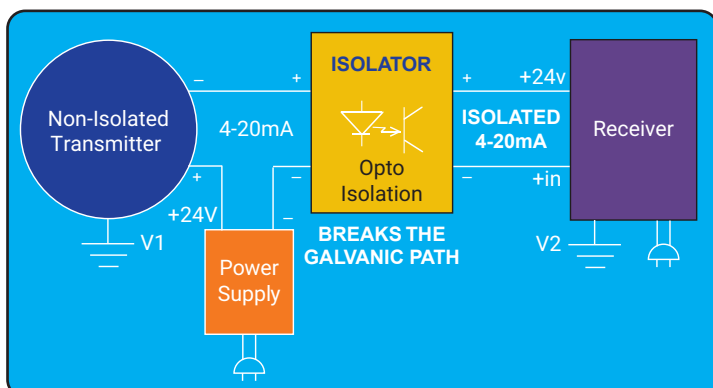 ISOLATOR
–
+
+
+24v
Non-Isolated
Transmitter
4-20mA
ISOLATED
4-20mA
Receiver
Opto
Isolation
+
–
–
+in
+24V
–
V1
BREAKS THE
GALVANIC PATH
V2
Power
Supply